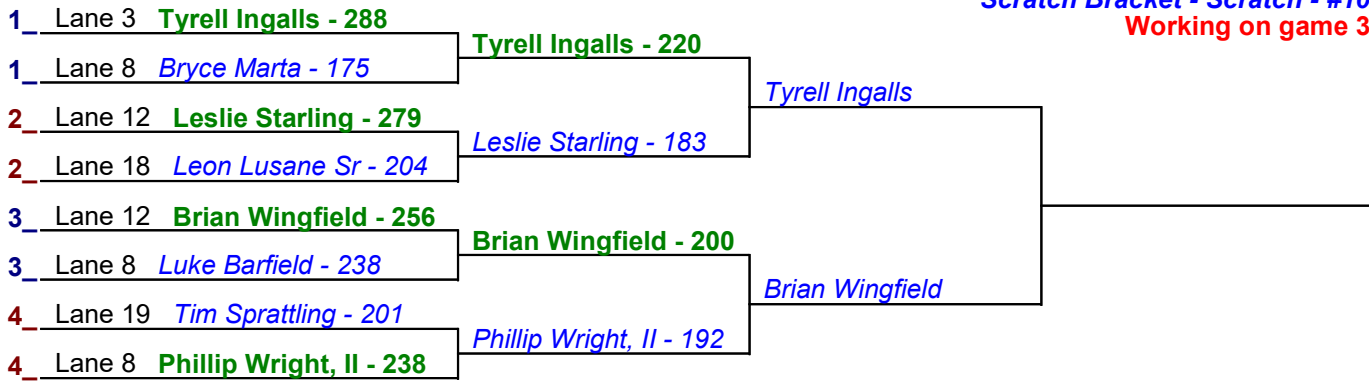 Scratch Bracket - Scratch - #10
Working on game 3
1_ Lane 3 Tyrell Ingalls - 288
Tyrell Ingalls - 220
1_ Lane 8 Bryce Marta - 175
Tyrell Ingalls
2_ Lane 12 Leslie Starling - 279
Leslie Starling - 183
2_ Lane 18 Leon Lusane Sr - 204
3_ Lane 12 Brian Wingfield - 256
Brian Wingfield - 200
3_ Lane 8 Luke Barfield - 238
Brian Wingfield
4_ Lane 19 Tim Sprattling - 201
Phillip Wright, II - 192
4_ Lane 8 Phillip Wright, II - 238